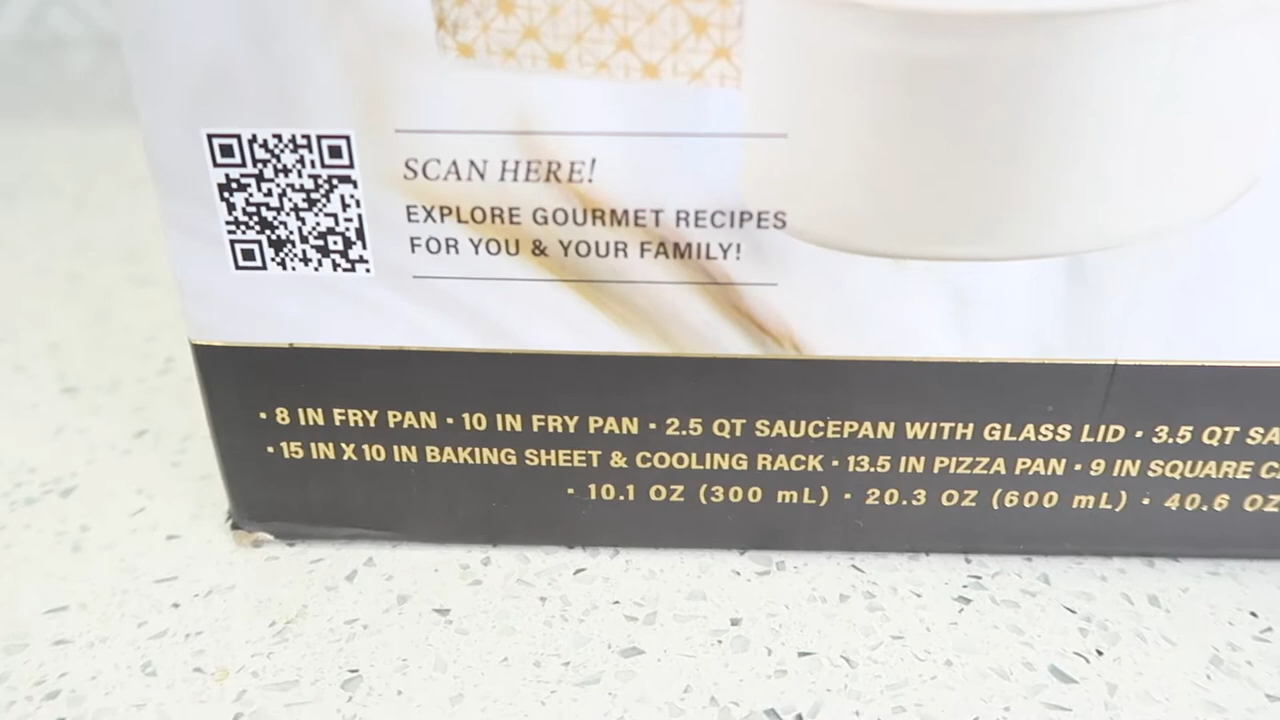 SCAN HERE!
EXPLORE GOURMET RECIPES
FOR YOU & YOUR FAMILY!
▪ 8 IN FRY PAN ▪ 10 IN FRY PAN ▪ 2.5 QT SAUCEPAN WITH GLASS LID ▪ 3.5 QT
▪ 15 IN X 10 IN BAKING SHEET & COOLING RACK ▪ 13.5 IN PIZZA PAN ▪ 9 IN SQUARE
▪ 10.1 OZ (300 mL) ▪ 20.3 OZ (600 mL) ▪ 40.6 OZ